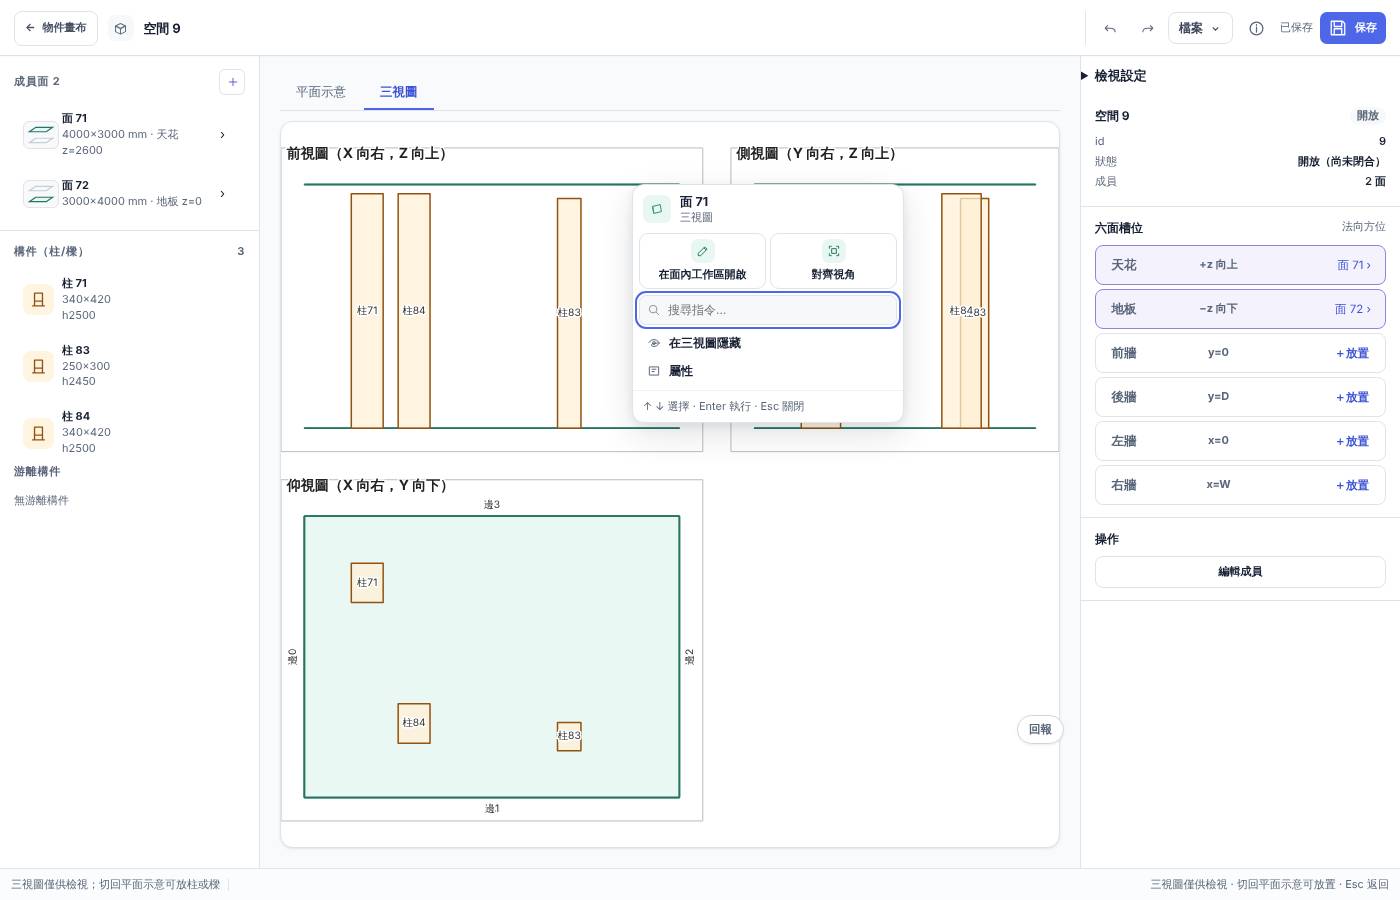 物件畫布
空間 9
檔案
已保存
保存
成員面 2
面 71
4000×3000 mm · 天花
z=2600
面 72
3000×4000 mm · 地板 z=0
構件（柱/樑）
3
柱 71
340×420
h2500
柱 83
250×300
h2450
柱 84
340×420
h2500
游離構件
無游離構件
平面示意
三視圖
前視圖（X 向右，Z 向上）
柱71
柱84
柱83
側視圖（Y 向右，Z 向上）
柱84
柱83
面 71
三視圖
在面內工作區開啟
對齊視角
搜尋指令...
在三視圖隱藏
屬性
↑ ↓ 選擇 · Enter 執行 · Esc 關閉
仰視圖（X 向右，Y 向下）
邊3
柱71
邊0
邊2
柱84
柱83
邊1
回報
檢視設定
空間 9
開放
id
9
狀態
開放（尚未閉合）
成員
2 面
六面槽位
法向方位
天花
+z 向上
面 71 ›
地板
−z 向下
面 72 ›
前牆
y=0
+ 放置
後牆
y=D
+ 放置
左牆
x=0
+ 放置
右牆
x=W
+ 放置
操作
編輯成員
三視圖僅供檢視；切回平面示意可放柱或樑
三視圖僅供檢視 · 切回平面示意可放置 · Esc 返回